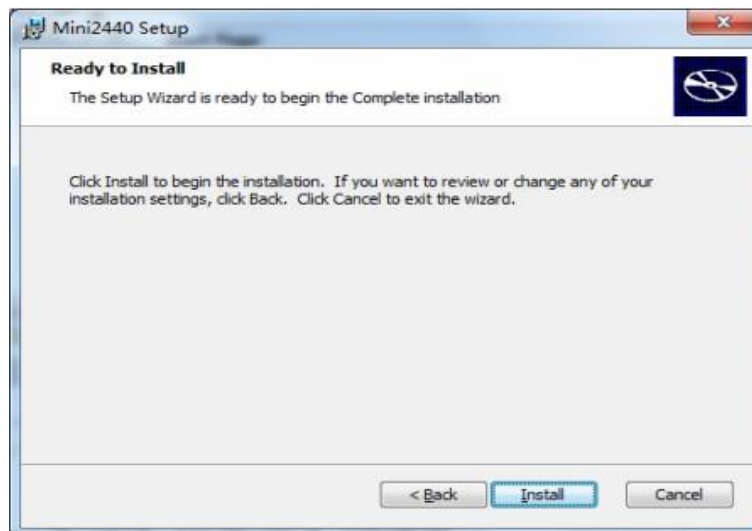 Mini2440 Setup
Ready to Install
The Setup Wizard is ready to begin the Complete installation
Click Install to begin the installation. If you want to review or change any of your
installation settings, click Back. Click Cancel to exit the wizard.
< Back Install Cancel